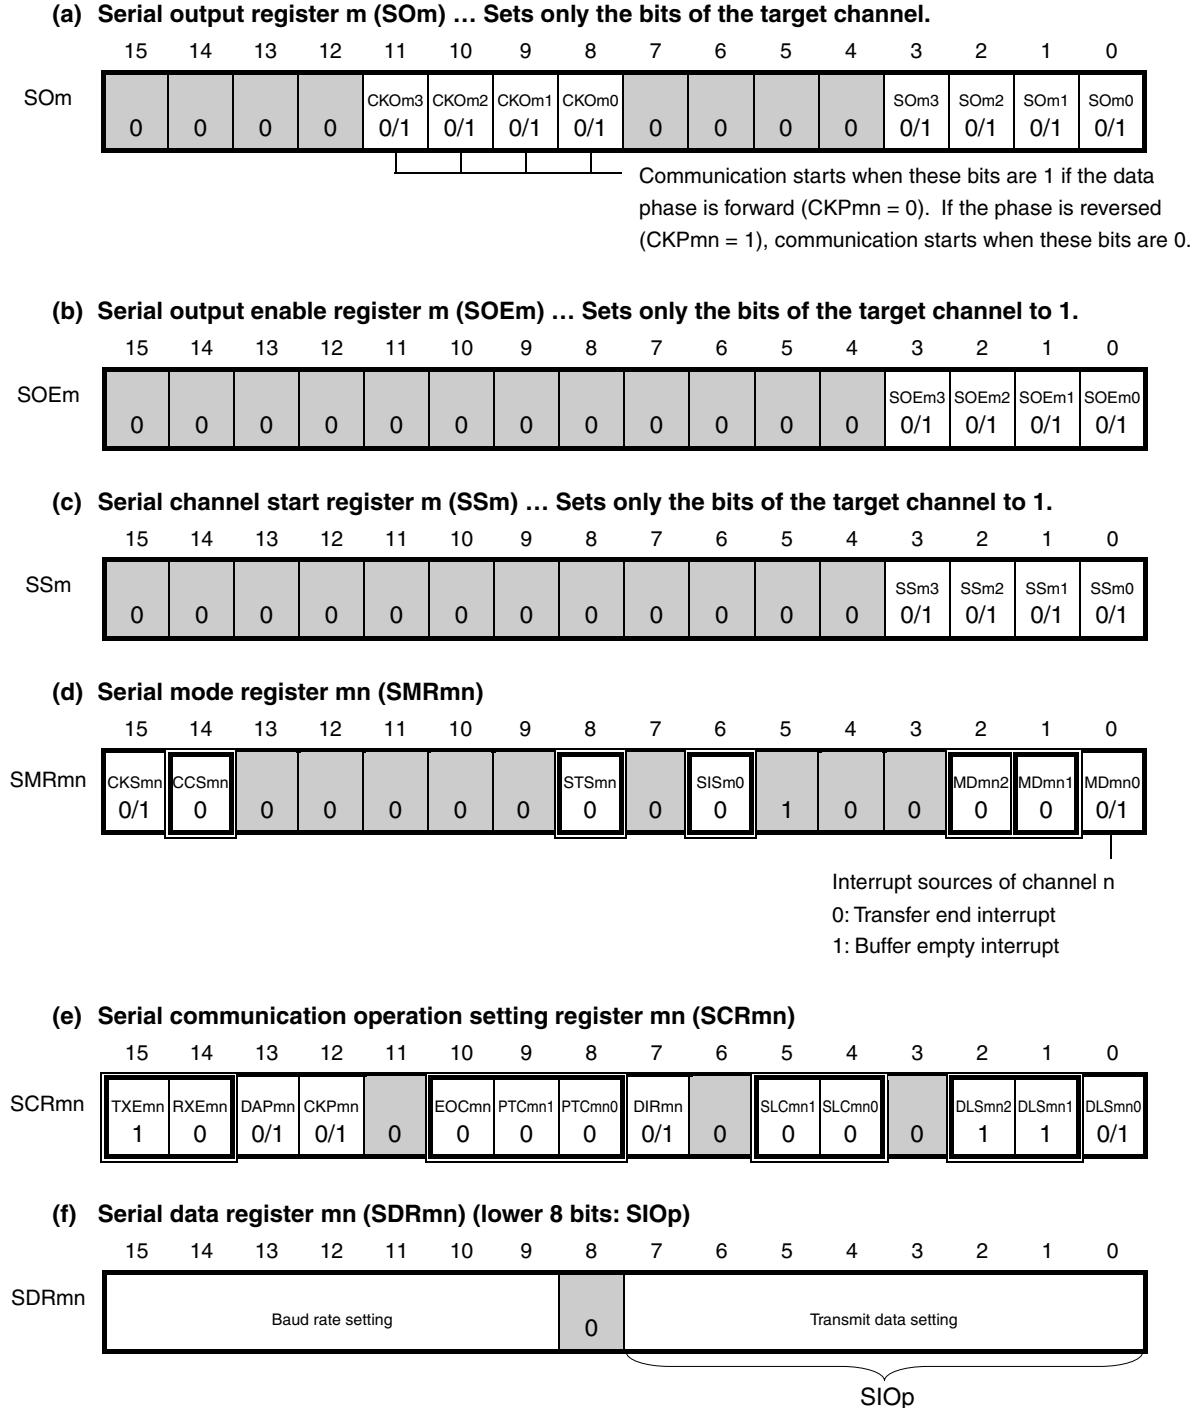 (a) Serial output register m (SOm) … Sets only the bits of the target channel.
15 14 13 12 11 10 9 8 7 6 5 4 3 2 1 0
SOm
CKOm3 CKOm2 CKOm1 CKOm0 SOm3 SOm2 SOm1 SOm0
0 0 0 0 0/1 0/1 0/1 0/1 0 0 0 0 0/1 0/1 0/1 0/1
Communication starts when these bits are 1 if the data
phase is forward (CKPmn = 0). If the phase is reversed
(CKPmn = 1), communication starts when these bits are 0.
(b) Serial output enable register m (SOEm) … Sets only the bits of the target channel to 1.
15 14 13 12 11 10 9 8 7 6 5 4 3 2 1 0
SOEm
SOEm3 SOEm2 SOEm1 SOEm0
0 0 0 0 0 0 0 0 0 0 0 0 0/1 0/1 0/1 0/1
(c) Serial channel start register m (SSm) … Sets only the bits of the target channel to 1.
15 14 13 12 11 10 9 8 7 6 5 4 3 2 1 0
SSm
SSm3 SSm2 SSm1 SSm0
0 0 0 0 0 0 0 0 0 0 0 0 0/1 0/1 0/1 0/1
(d) Serial mode register mn (SMRmn)
15 14 13 12 11 10 9 8 7 6 5 4 3 2 1 0
SMRmn
CKSmn CCSmn STSmn SISm0 MDmn2 MDmn1 MDmn0
0/1 0 0 0 0 0 0 0 0 0 1 0 0 0 0 0/1
Interrupt sources of channel n
0: Transfer end interrupt
1: Buffer empty interrupt
(e) Serial communication operation setting register mn (SCRmn)
15 14 13 12 11 10 9 8 7 6 5 4 3 2 1 0
SCRmn
TXEmn RXEmn DAPmn CKPmn EOCmn PTCmn1 PTCmn0 DIRmn SLCmn1 SLCmn0 DLSmn2 DLSmn1 DLSmn0
1 0 0/1 0/1 0 0 0 0 0/1 0 0 0 0 1 1 0/1
(f) Serial data register mn (SDRmn) (lower 8 bits: SIOp)
15 14 13 12 11 10 9 8 7 6 5 4 3 2 1 0
SDRmn
Baud rate setting 0 Transmit data setting
SIOp